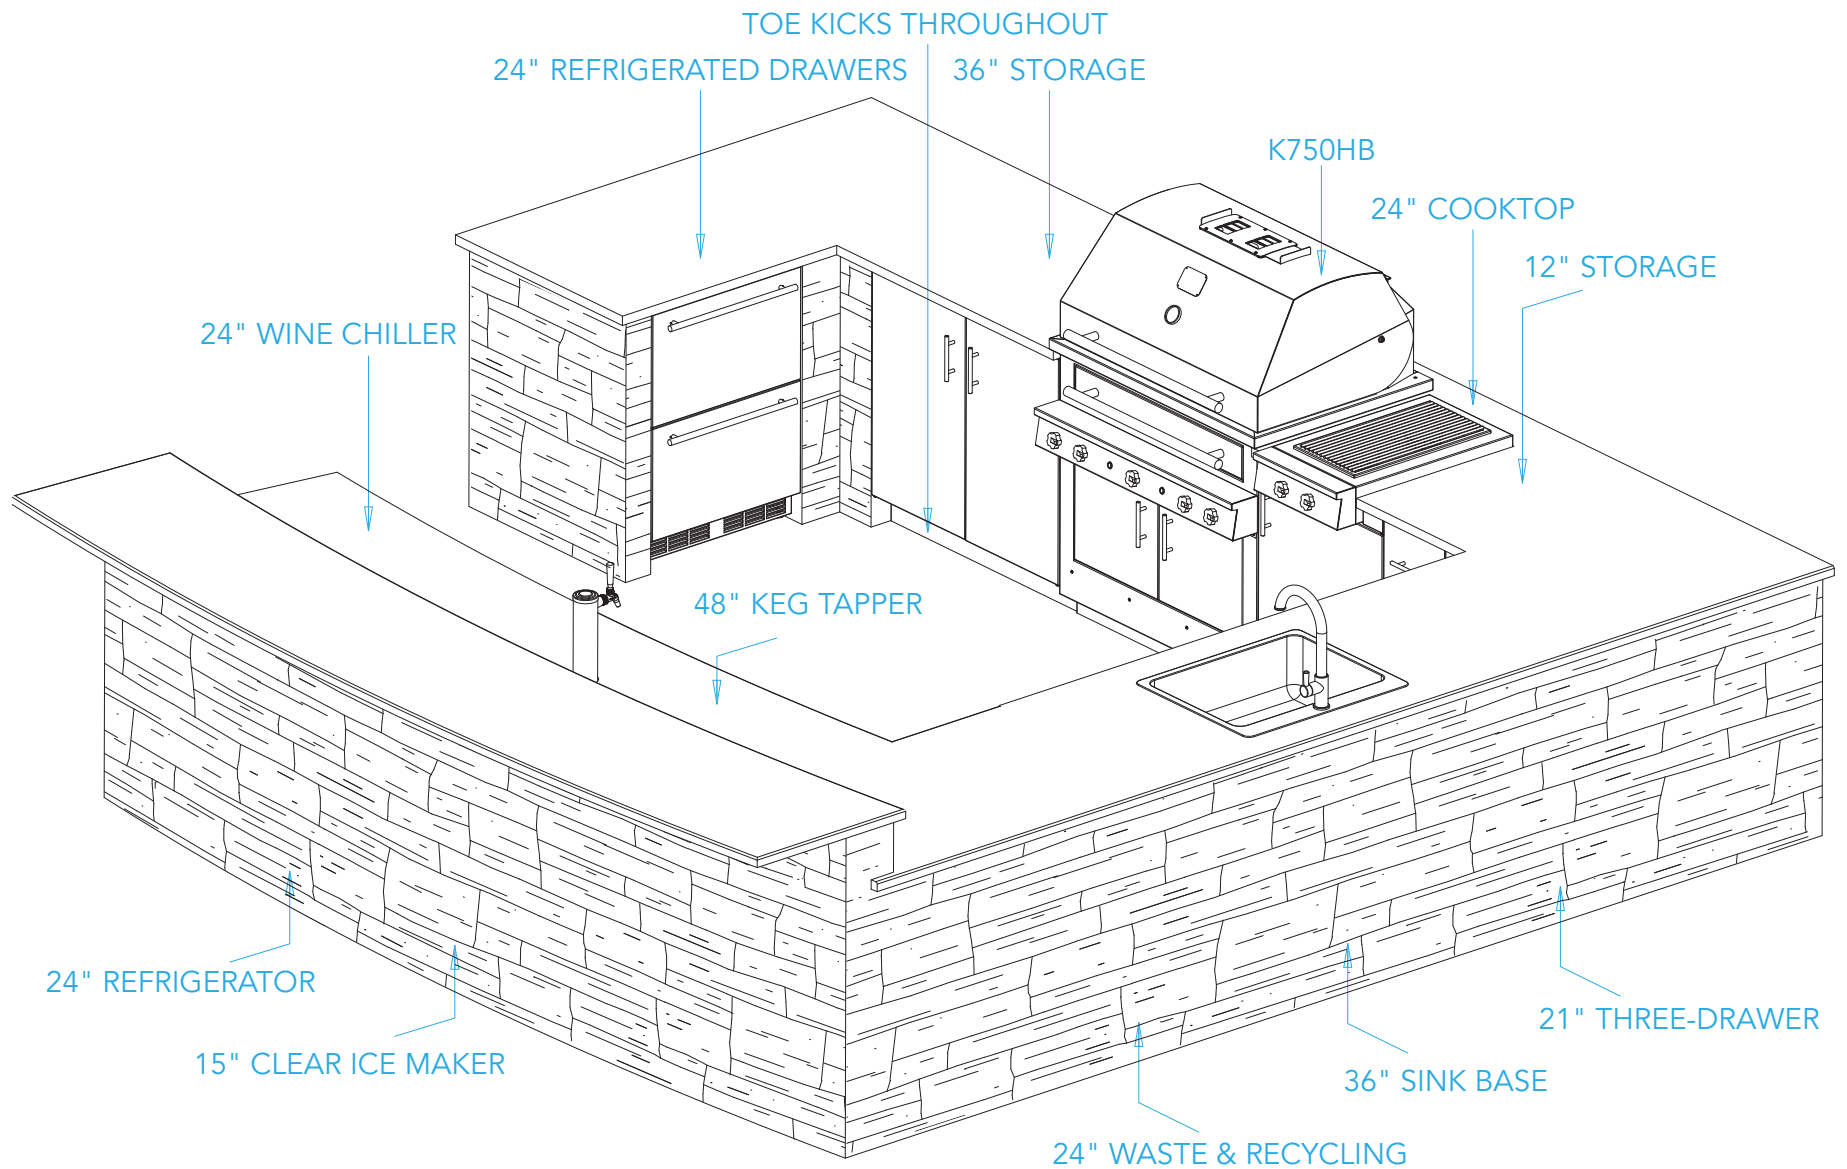 TOE KICKS THROUGHOUT
24" REFRIGERATED DRAWERS
36" STORAGE
K750HB
24" COOKTOP
12" STORAGE
24" WINE CHILLER
48" KEG TAPPER
24" REFRIGERATOR
21" THREE-DRAWER
15" CLEAR ICE MAKER
36" SINK BASE
24" WASTE & RECYCLING